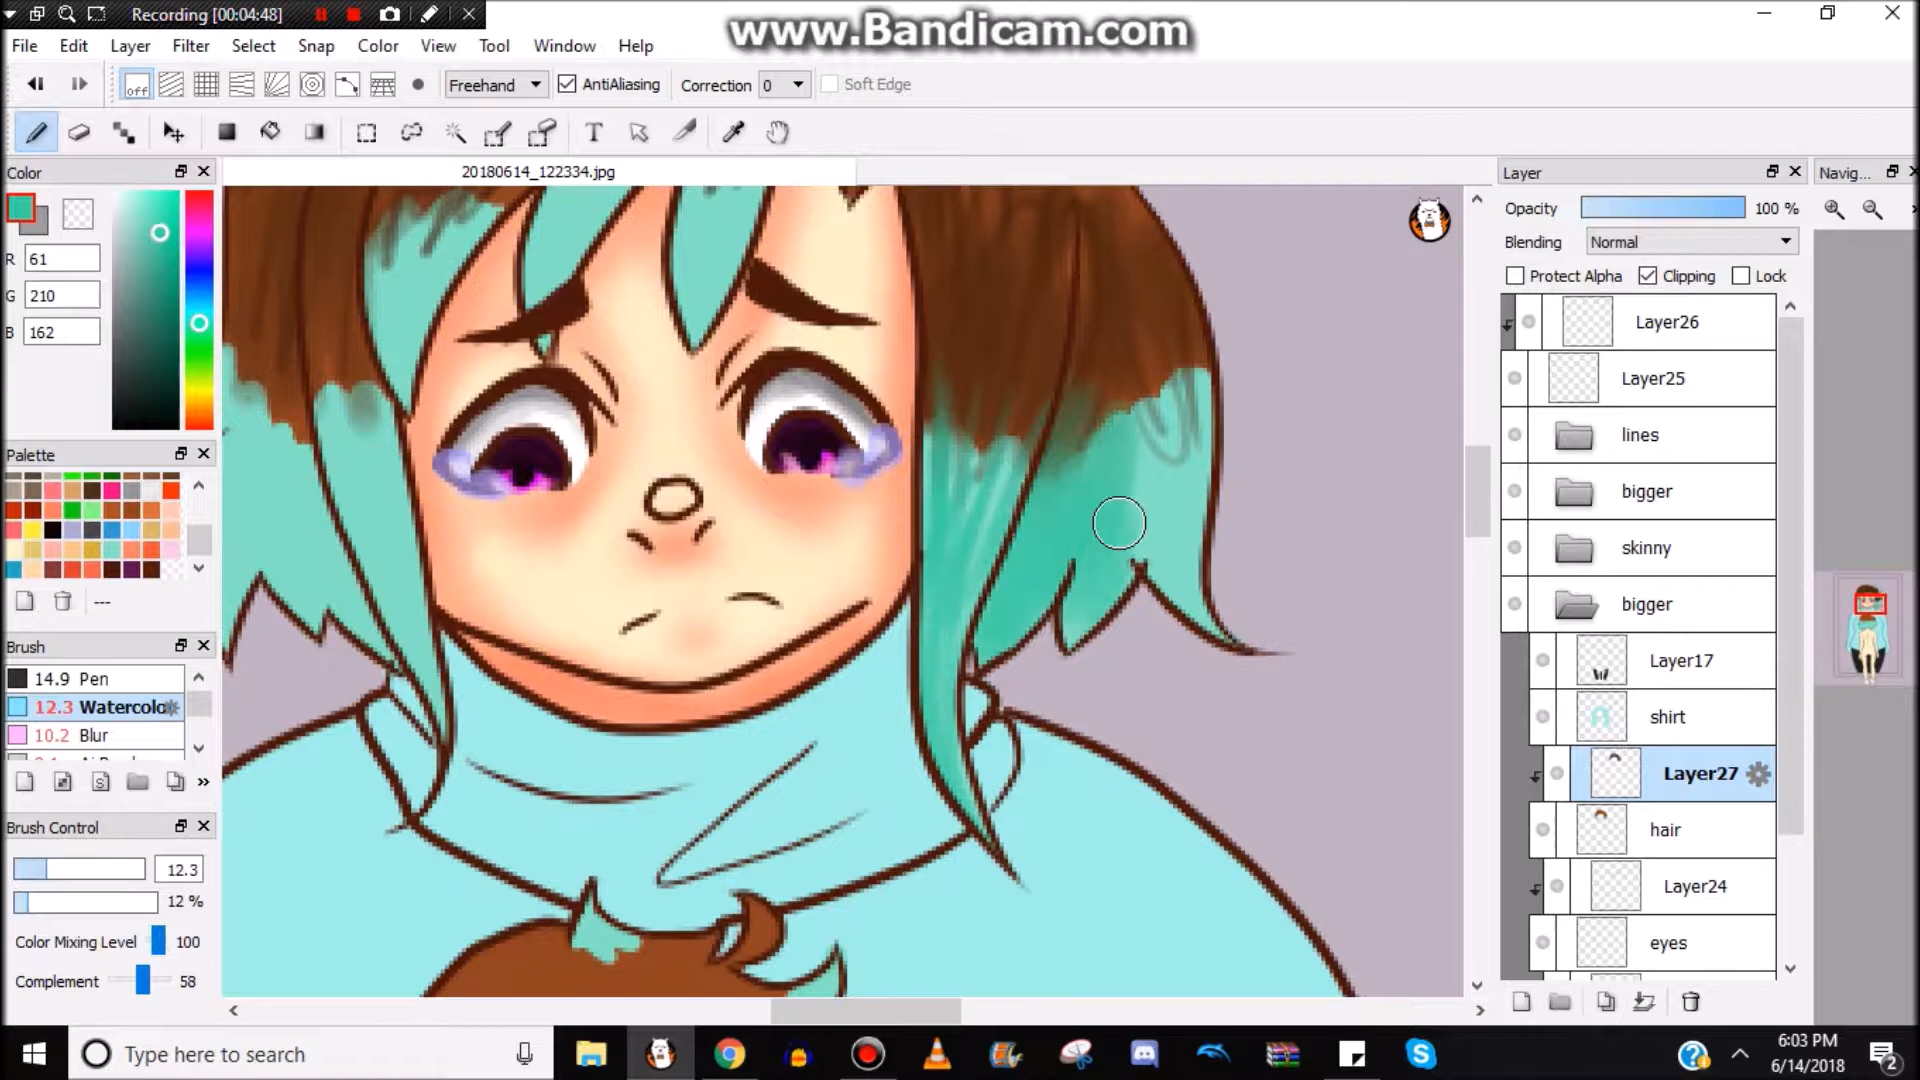 Recording [00:04:48]
www.Bandicam.com
File Edit Layer Filter Select Snap Color View Tool Window Help
off Freehand AntiAliasing Correction 0 Soft Edge
T
Color
20180614_122334.jpg
Layer
Navig...
R 61
G 210
B 162
Opacity 100 %
Blending Normal
Protect Alpha Clipping Lock
Layer26
Layer25
lines
bigger
skinny
bigger
Layer17
shirt
Layer27
hair
Layer24
eyes
Palette
---
Brush
14.9 Pen
12.3 Watercolo
10.2 Blur
S
Brush Control
12.3
12 %
Color Mixing Level 100
Complement 58
Type here to search
6:03 PM
6/14/2018
2